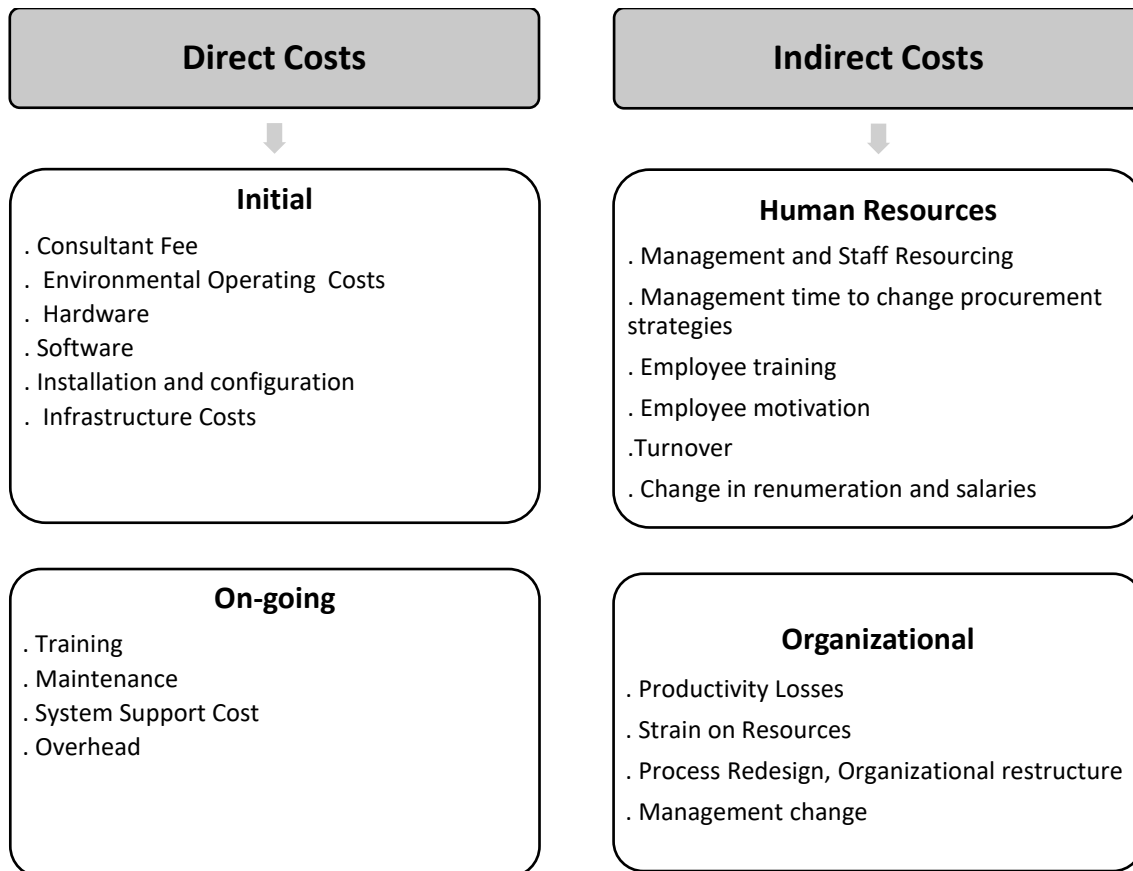 Direct Costs
Initial
. Consultant Fee
.  Environmental Operating  Costs
.  Hardware
. Software
. Installation and configuration
.  Infrastructure Costs
On-going
. Training
. Maintenance
. System Support Cost
. Overhead
Indirect Costs
Human Resources
. Management and Staff Resourcing
. Management time to change procurement
strategies
. Employee training
. Employee motivation
.Turnover
. Change in renumeration and salaries
Organizational
. Productivity Losses
. Strain on Resources
. Process Redesign, Organizational restructure
. Management change